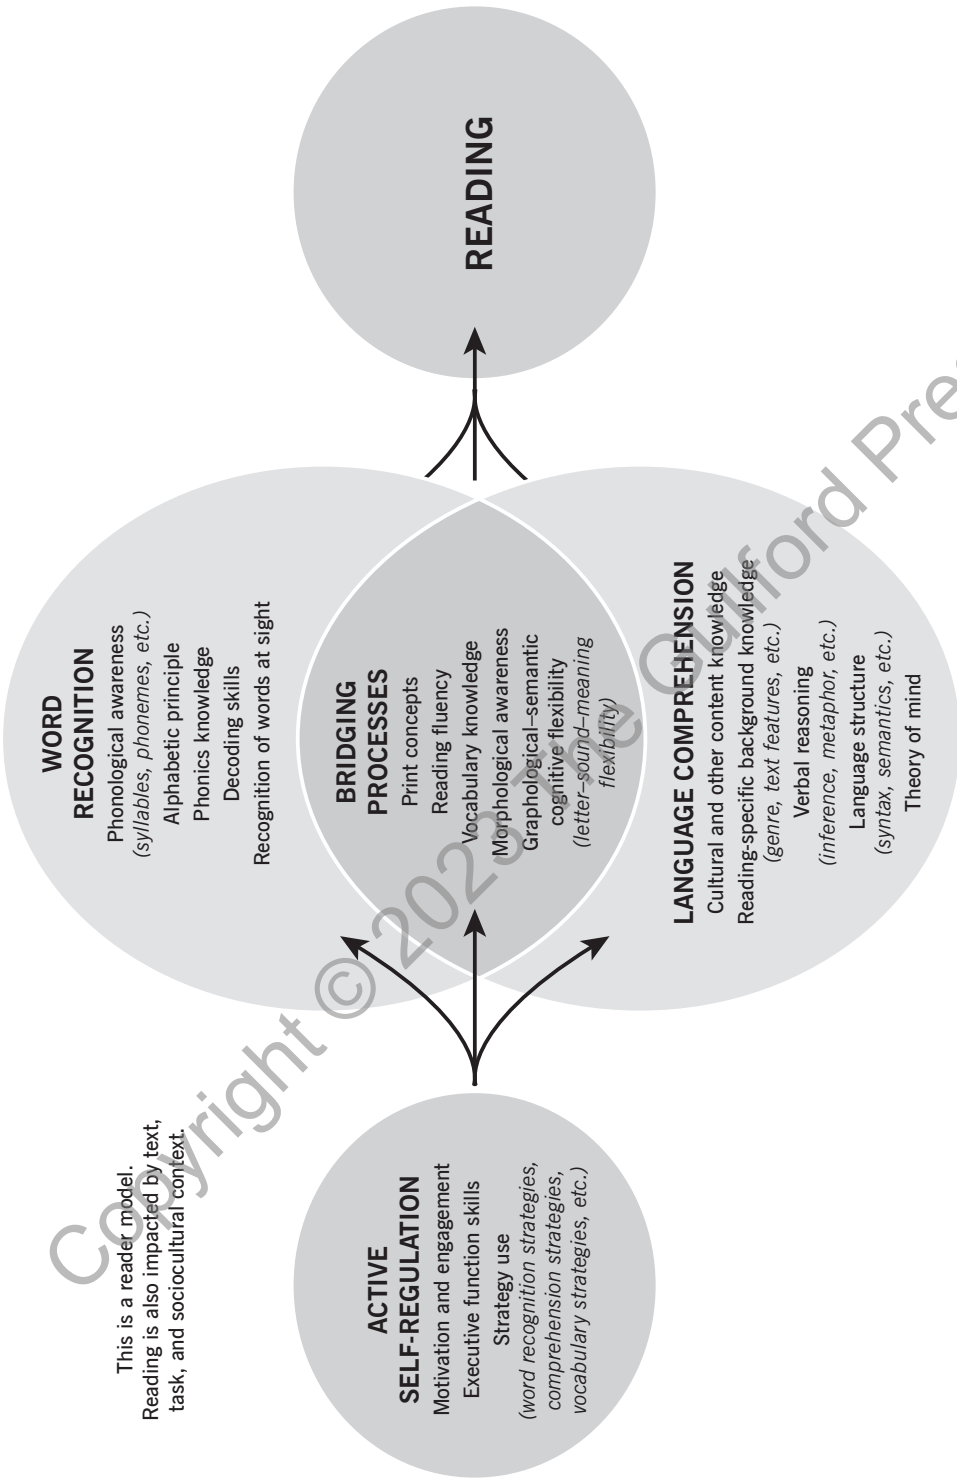 This is a reader model.
Reading is also impacted by text,
task, and sociocultural context.
ACTIVE
SELF-REGULATION
Motivation and engagement
Executive function skills
Strategy use
(word recognition strategies,
comprehension strategies,
vocabulary strategies, etc.)
WORD
RECOGNITION
Phonological awareness
(syllables, phonemes, etc.)
Alphabetic principle
Phonics knowledge
Decoding skills
Recognition of words at sight
BRIDGING
PROCESSES
Print concepts
Reading fluency
Vocabulary knowledge
Morphological awareness
Graphological–semantic
cognitive flexibility
(letter–sound–meaning
flexibility)
LANGUAGE COMPREHENSION
Cultural and other content knowledge
Reading-specific background knowledge
(genre, text features, etc.)
Verbal reasoning
(inference, metaphor, etc.)
Language structure
(syntax, semantics, etc.)
Theory of mind
READING
Copyright © 2023 The Guilford Pre